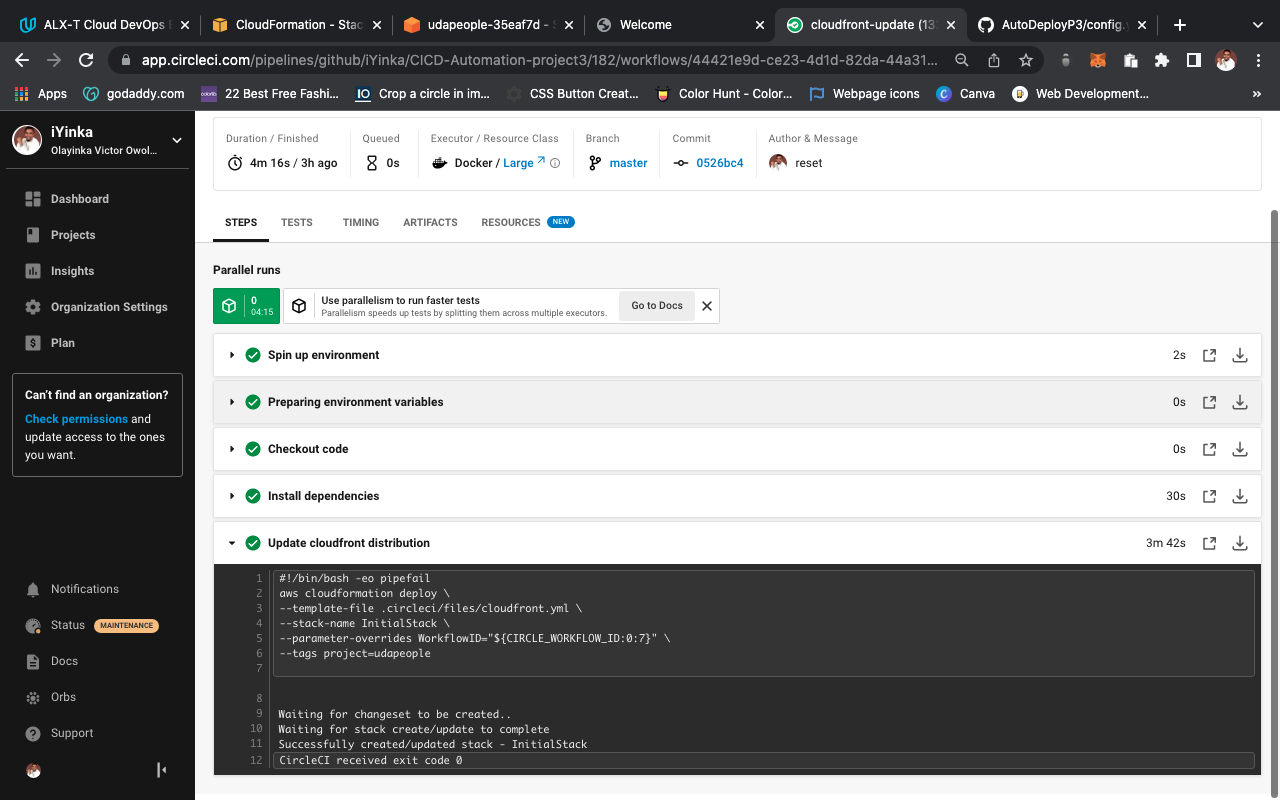 ALX-T Cloud DevOps
CloudFormation - Stac
udapeople-35eaf7d - S
Welcome
cloudfront-update (13
AutoDeployP3/config.y
app.circleci.com/pipelines/github/iYinka/CICD-Automation-project3/182/workflows/44421e9d-ce23-4d1d-82da-44a31...
Apps
godaddy.com
22 Best Free Fashi...
Crop a circle in im...
CSS Button Creat...
Color Hunt - Color...
Webpage icons
Canva
Web Development...
»
iYinka
Olayinka Victor Owol...
Dashboard
Projects
Insights
Organization Settings
Plan
Can't find an organization?
Check permissions and
update access to the ones
you want.
Notifications
Status MAINTENANCE
Docs
Orbs
Support
Duration / Finished
4m 16s / 3h ago
Queued
0s
Executor / Resource Class
Docker / Large
Branch
master
Commit
0526bc4
Author & Message
reset
STEPS
TESTS
TIMING
ARTIFACTS
RESOURCES NEW
Parallel runs
0
04:15
Use parallelism to run faster tests
Parallelism speeds up tests by splitting them across multiple executors.
Go to Docs
Spin up environment 2s
Preparing environment variables 0s
Checkout code 0s
Install dependencies 30s
Update cloudfront distribution 3m 42s
1 #!/bin/bash -eo pipefail
2 aws cloudformation deploy \
3 --template-file .circleci/files/cloudfront.yml \
4 --stack-name InitialStack \
5 --parameter-overrides WorkflowID="${CIRCLE_WORKFLOW_ID:0:7}" \
6 --tags project=udapeople
7
8
9 Waiting for changeset to be created..
10 Waiting for stack create/update to complete
11 Successfully created/updated stack - InitialStack
12 CircleCI received exit code 0